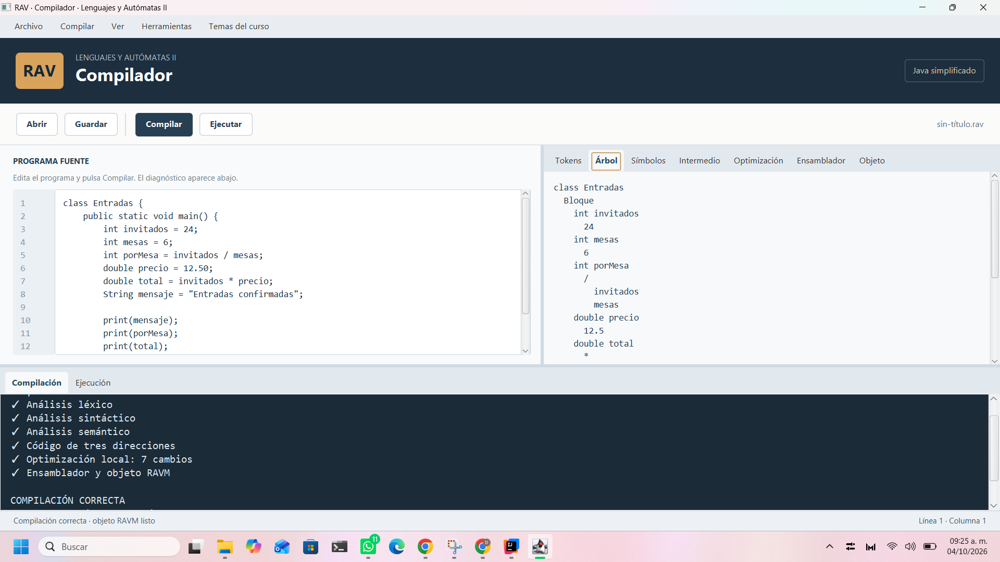 RAV · Compilador · Lenguajes y Autómatas II
Archivo Compilar Ver Herramientas Temas del curso
RAV
LENGUAJES Y AUTÓMATAS II
Compilador
Java simplificado
Abrir Guardar Compilar Ejecutar
sin-título.rav
PROGRAMA FUENTE
Edita el programa y pulsa Compilar. El diagnóstico aparece abajo.
1 class Entradas {
2     public static void main() {
3         int invitados = 24;
4         int mesas = 6;
5         int porMesa = invitados / mesas;
6         double precio = 12.50;
7         double total = invitados * precio;
8         String mensaje = "Entradas confirmadas";
9
10         print(mensaje);
11         print(porMesa);
12         print(total);
Tokens Árbol Símbolos Intermedio Optimización Ensamblador Objeto
class Entradas
  Bloque
    int invitados
      24
    int mesas
      6
    int porMesa
      /
        invitados
        mesas
    double precio
      12.5
    double total
      *
Compilación Ejecución
✓ Análisis léxico
✓ Análisis sintáctico
✓ Análisis semántico
✓ Código de tres direcciones
✓ Optimización local: 7 cambios
✓ Ensamblador y objeto RAVM
COMPILACIÓN CORRECTA
Compilación correcta · objeto RAVM listo
Línea 1 · Columna 1
Buscar
11
D
IJ
09:25 a. m.
04/10/2026